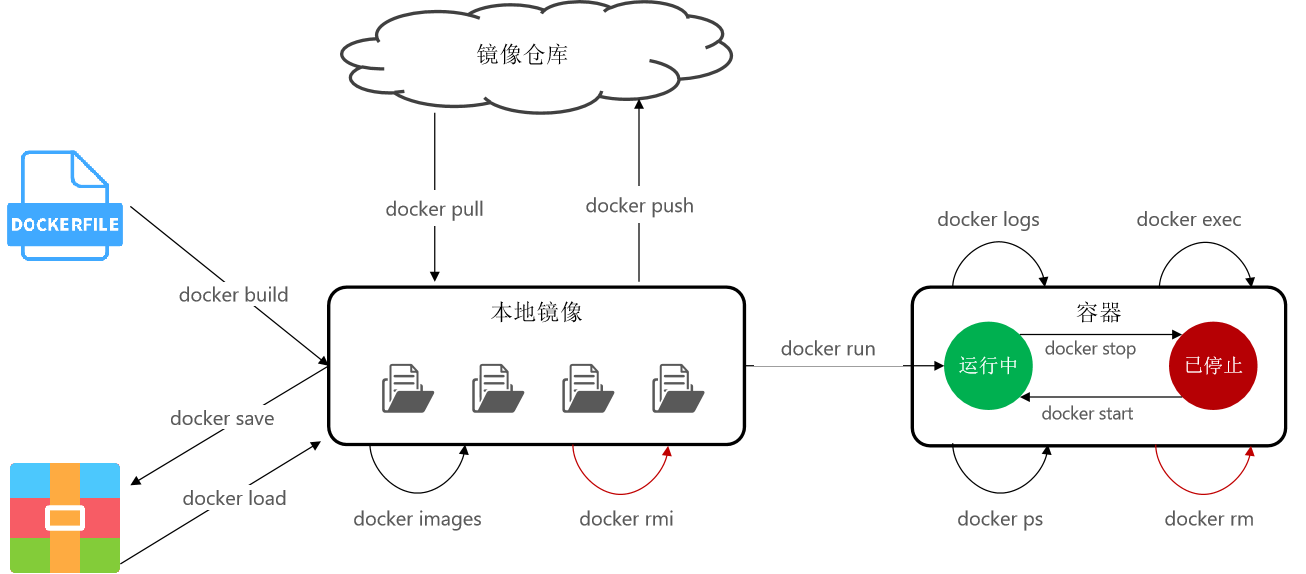 镜像仓库
docker pull
docker push
DOCKERFILE
docker build
docker save
docker load
本地镜像
docker images
docker rmi
docker run
docker logs
docker exec
容器
运行中
docker stop
已停止
docker start
docker ps
docker rm